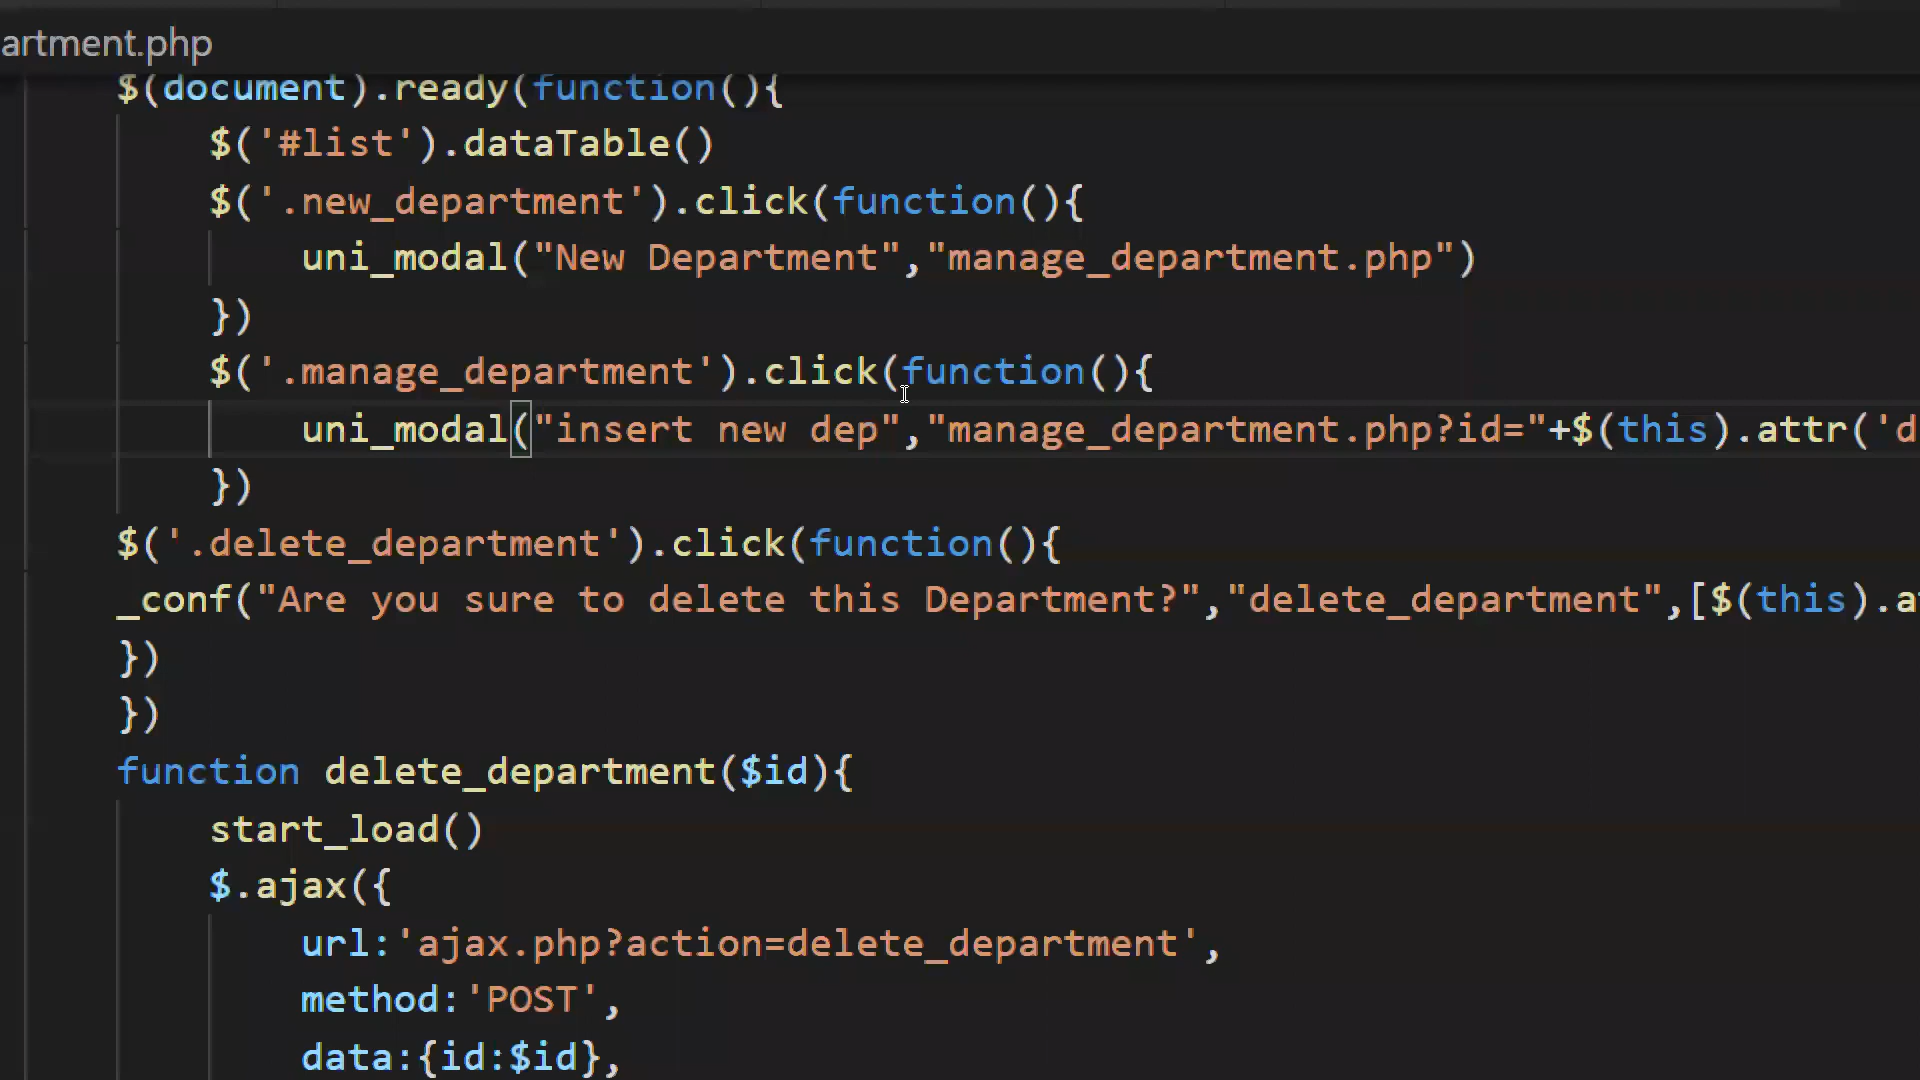 artment.php
$(document).ready(function(){
$('#list').dataTable()
$('.new_department').click(function(){
uni_modal("New Department","manage_department.php")
})
$('.manage_department').click(function(){
uni_modal("insert new dep","manage_department.php?id="+$(this).attr('d
})
$('.delete_department').click(function(){
_conf("Are you sure to delete this Department?","delete_department",[$(this).a
})
})
function delete_department($id){
start_load()
$.ajax({
url:'ajax.php?action=delete_department',
method:'POST',
data:{id:$id},